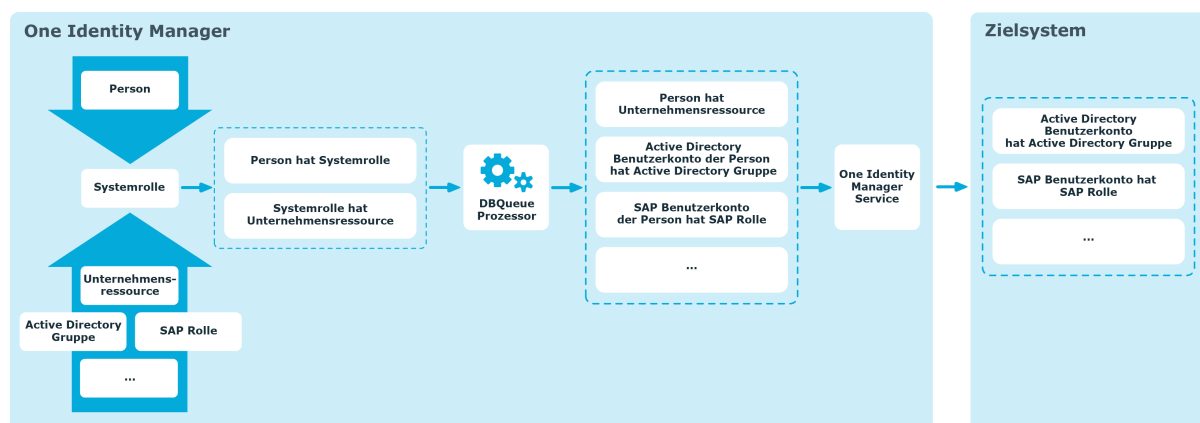 One Identity Manager
Person
Systemrolle
Unternehmens-
ressource
Active Directory
Gruppe
SAP Rolle
...
Person hat Systemrolle
Systemrolle hat
Unternehmensressource
DBQueue
Prozessor
Person hat
Unternehmensressource
Active Directory
Benutzerkonto der Person
hat Active Directory Gruppe
SAP Benutzerkonto
der Person hat SAP Rolle
...
One Identity
Manager
Service
Zielsystem
Active Directory
Benutzerkonto
hat Active Directory Gruppe
SAP Benutzerkonto hat
SAP Rolle
...